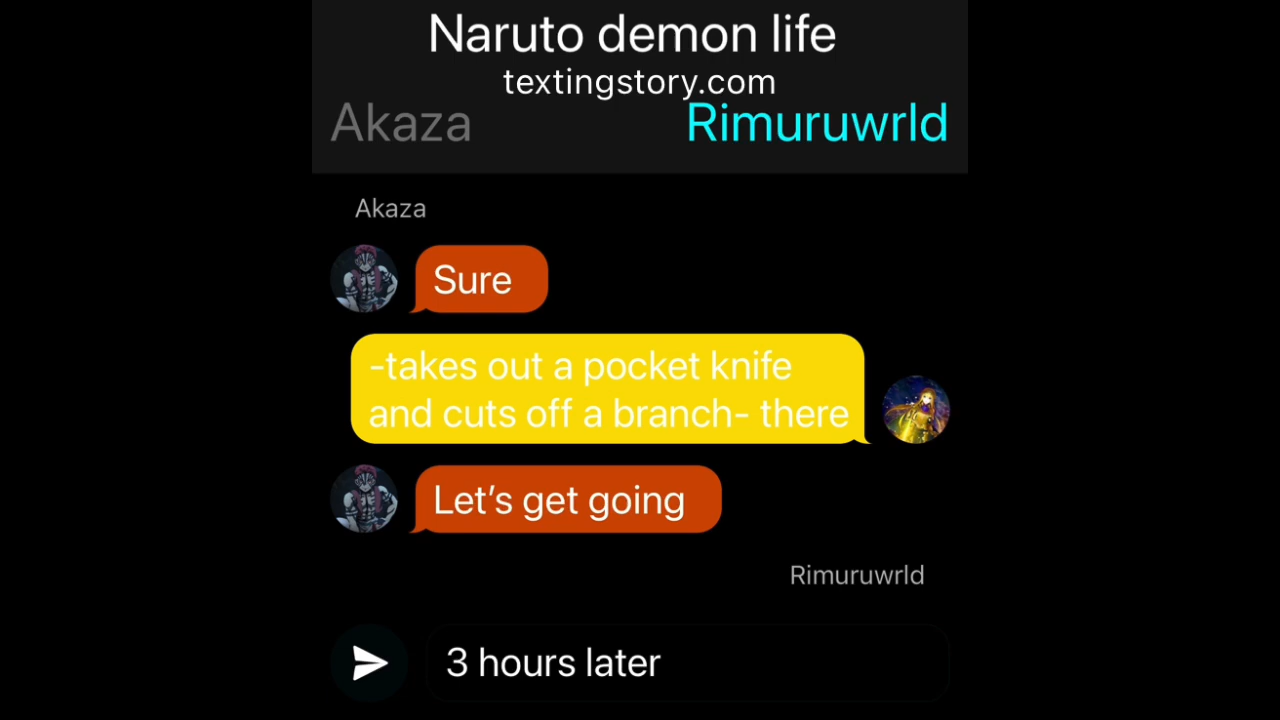 Naruto demon life
textingstory.com
Akaza Rimuruwrld
Akaza
Sure
-takes out a pocket knife
and cuts off a branch- there
Let’s get going
Rimuruwrld
3 hours later